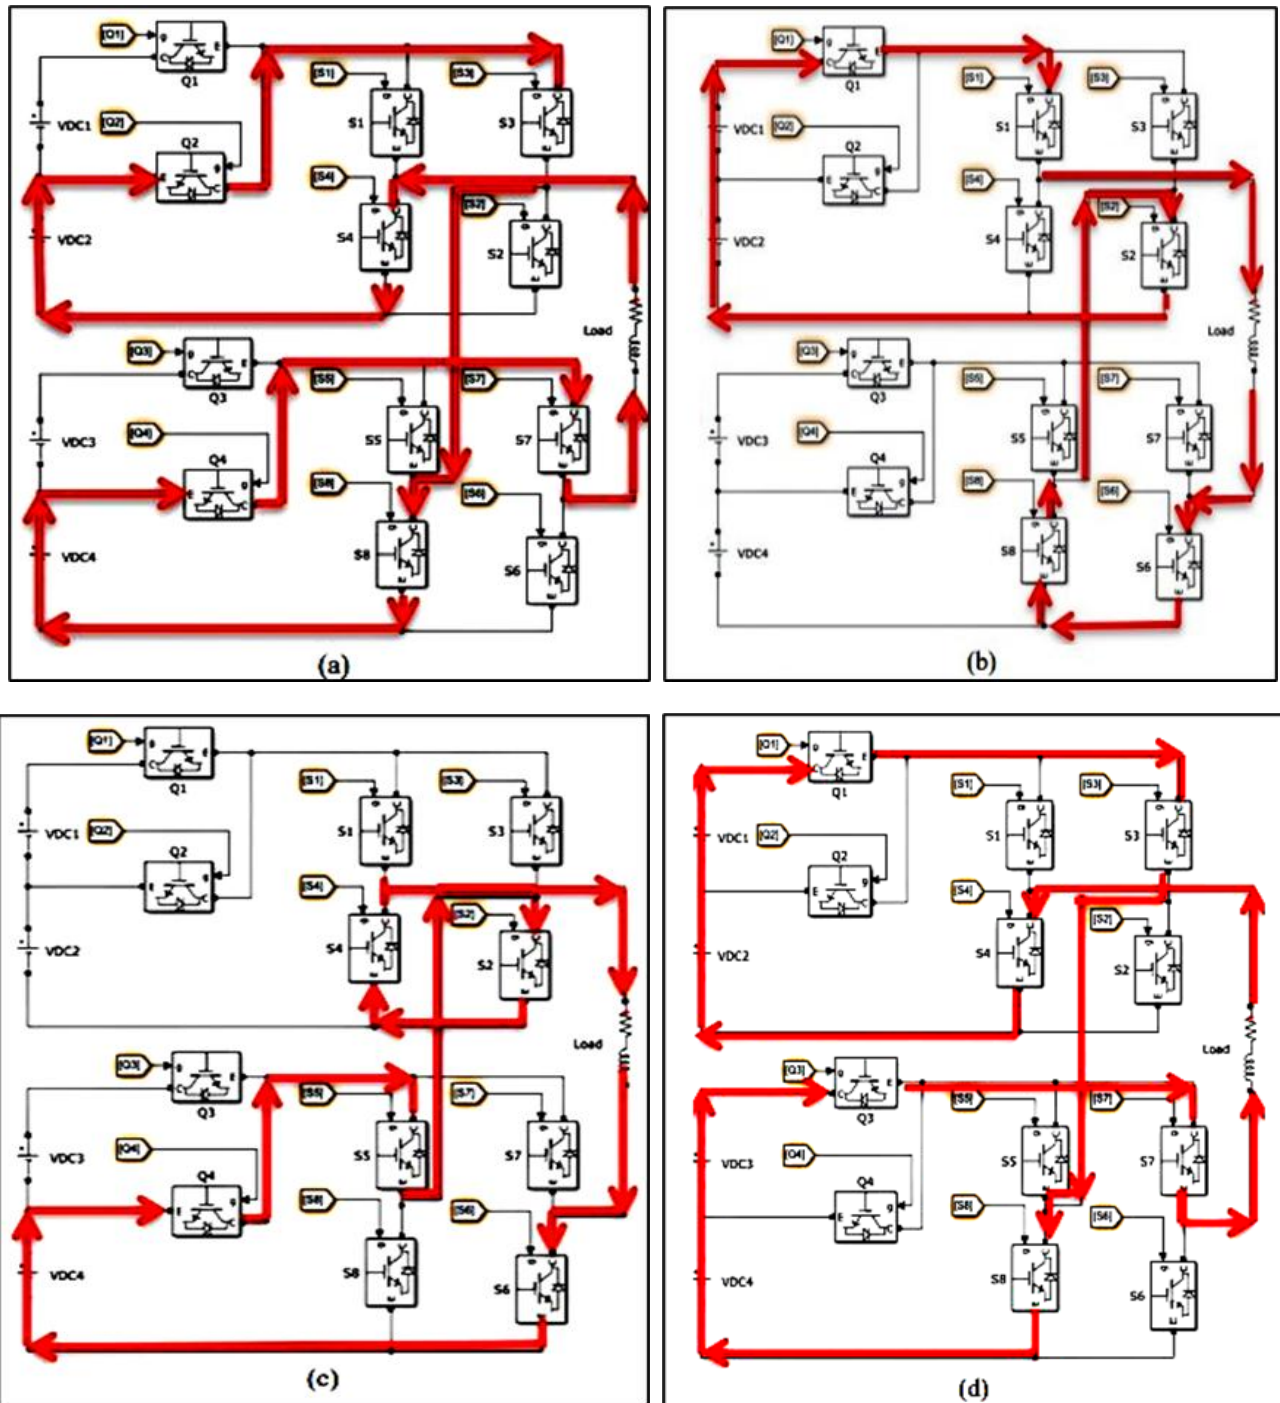 [Q1]
Q1
[S1]
[S3]
VDC1
[Q2]
Q2
S1
S3
[S4]
[S2]
VDC2
S4
S2
Load
[Q3]
Q3
[S5]
[S7]
VDC3
[Q4]
Q4
S5
S7
[S8]
[S6]
VDC4
S8
S6
(a)
[Q1]
Q1
[S1]
[S3]
VDC1
[Q2]
Q2
S1
S3
[S4]
[S2]
VDC2
S4
S2
Load
[Q3]
Q3
[S5]
[S7]
VDC3
[Q4]
Q4
S5
S7
[S8]
[S6]
VDC4
S8
S6
(b)
[Q1]
Q1
[S1]
[S3]
VDC1
[Q2]
Q2
S1
S3
[S4]
[S2]
VDC2
S4
S2
Load
[Q3]
Q3
[S5]
[S7]
VDC3
[Q4]
Q4
S5
S7
[S8]
[S6]
VDC4
S8
S6
(c)
[Q1]
Q1
[S1]
[S3]
VDC1
[Q2]
Q2
S1
S3
[S4]
[S2]
VDC2
S4
S2
Load
[Q3]
Q3
[S5]
[S7]
VDC3
[Q4]
Q4
S5
S7
[S8]
[S6]
VDC4
S8
S6
(d)